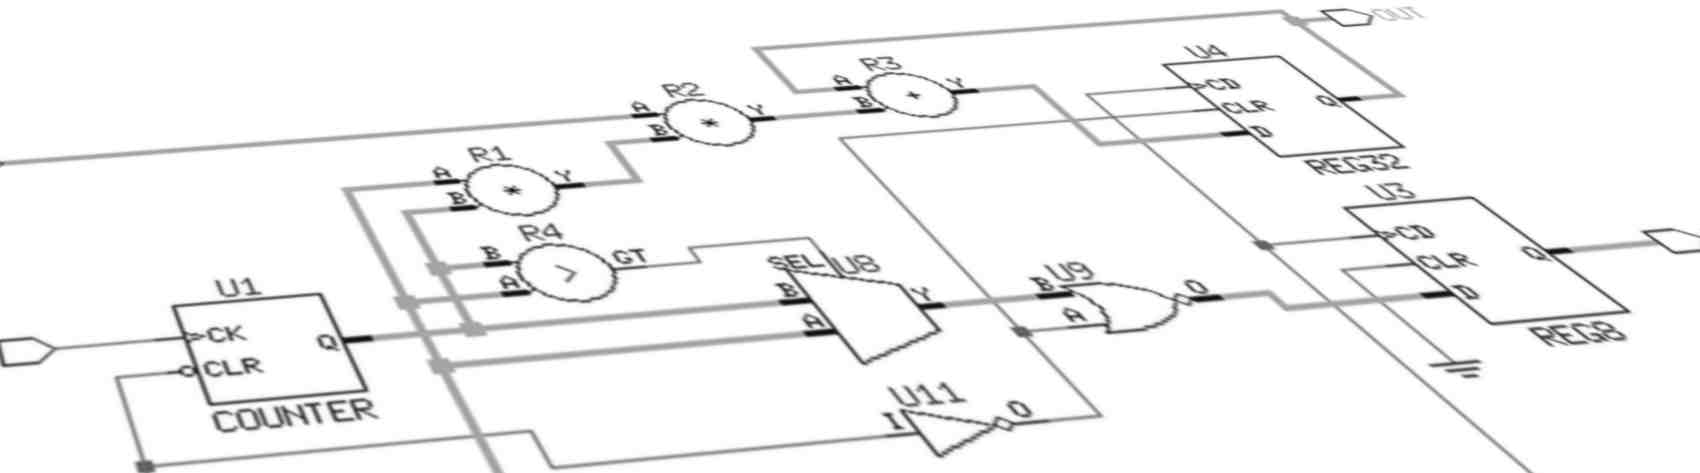 OUT
U4
CD
CLR
Q
D
REG32
R3
A
B
Y
+
R2
A
B
Y
*
R1
A
B
Y
*
R4
B
A
GT
>
U3
CD
CLR
Q
D
REG8
U1
CK
CLR
Q
COUNTER
SEL
U8
B
A
Y
U9
B
A
O
U11
I
O